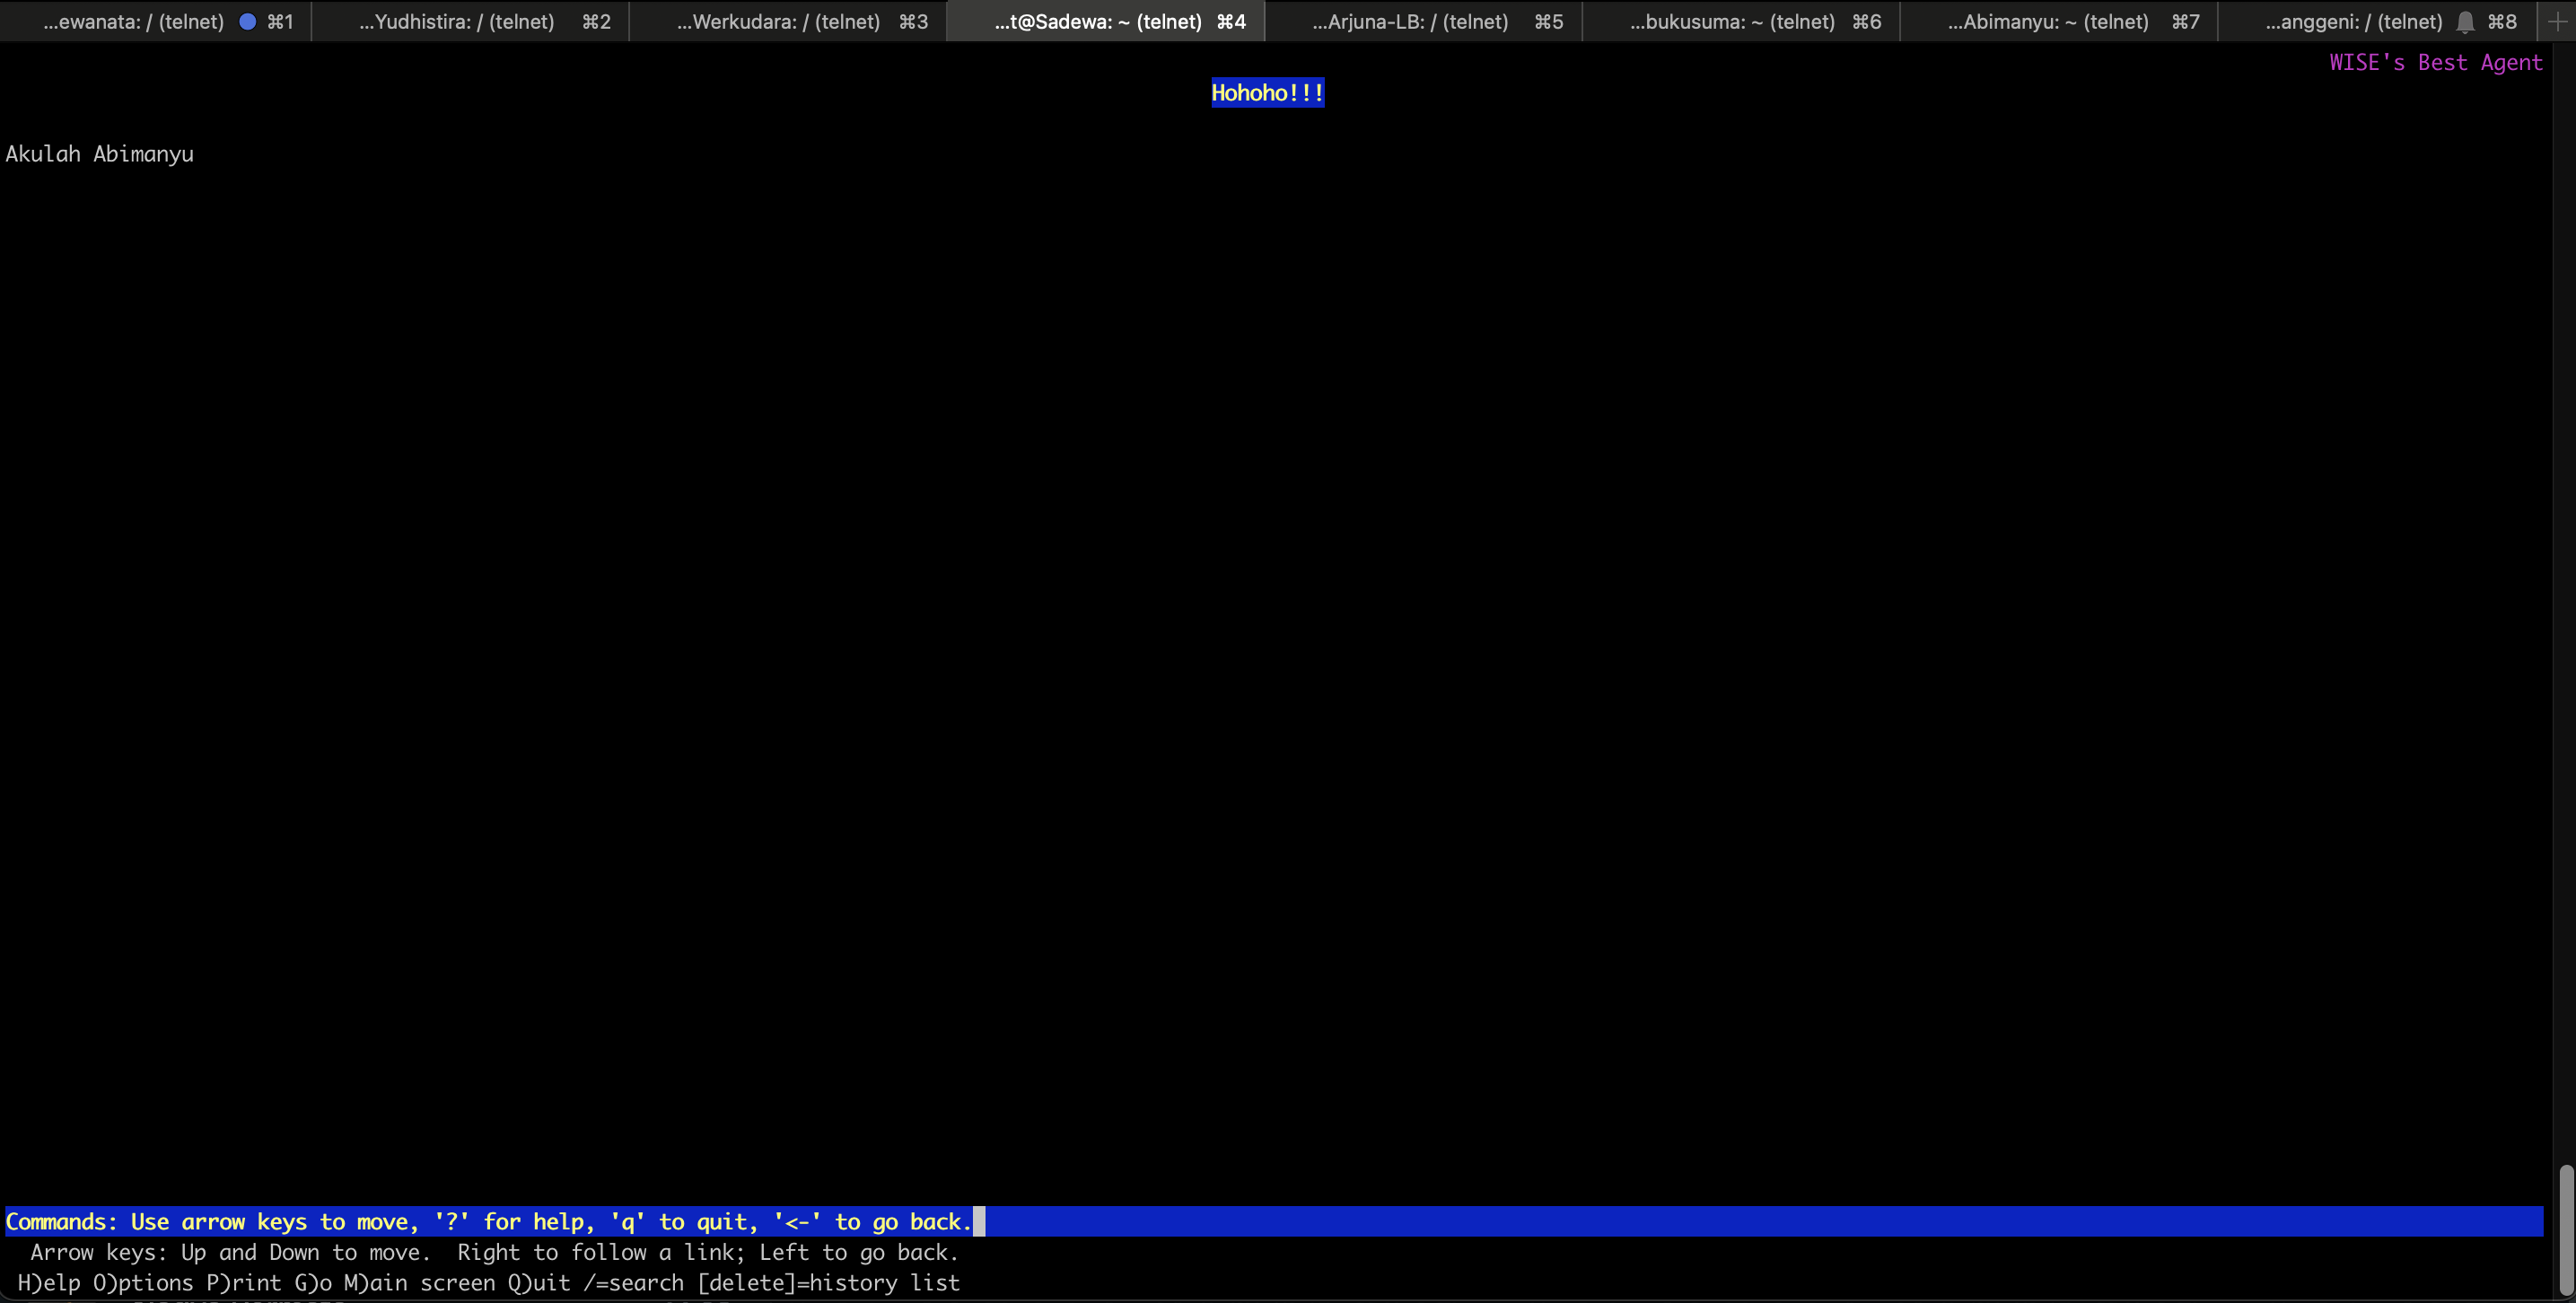 ...ewanata: / (telnet) ⌘1 ...Yudhistira: / (telnet) ⌘2 ...Werkudara: / (telnet) ⌘3 ...t@Sadewa: ~ (telnet) ⌘4 ...Arjuna-LB: / (telnet) ⌘5 ...bukusuma: ~ (telnet) ⌘6 ...Abimanyu: ~ (telnet) ⌘7 ...anggeni: / (telnet) ⌘8
WISE's Best Agent
Hohoho!!!
Akulah Abimanyu
Commands: Use arrow keys to move, '?' for help, 'q' to quit, '<-' to go back.
Arrow keys: Up and Down to move. Right to follow a link; Left to go back.
H)elp O)ptions P)rint G)o M)ain screen Q)uit /=search [delete]=history list